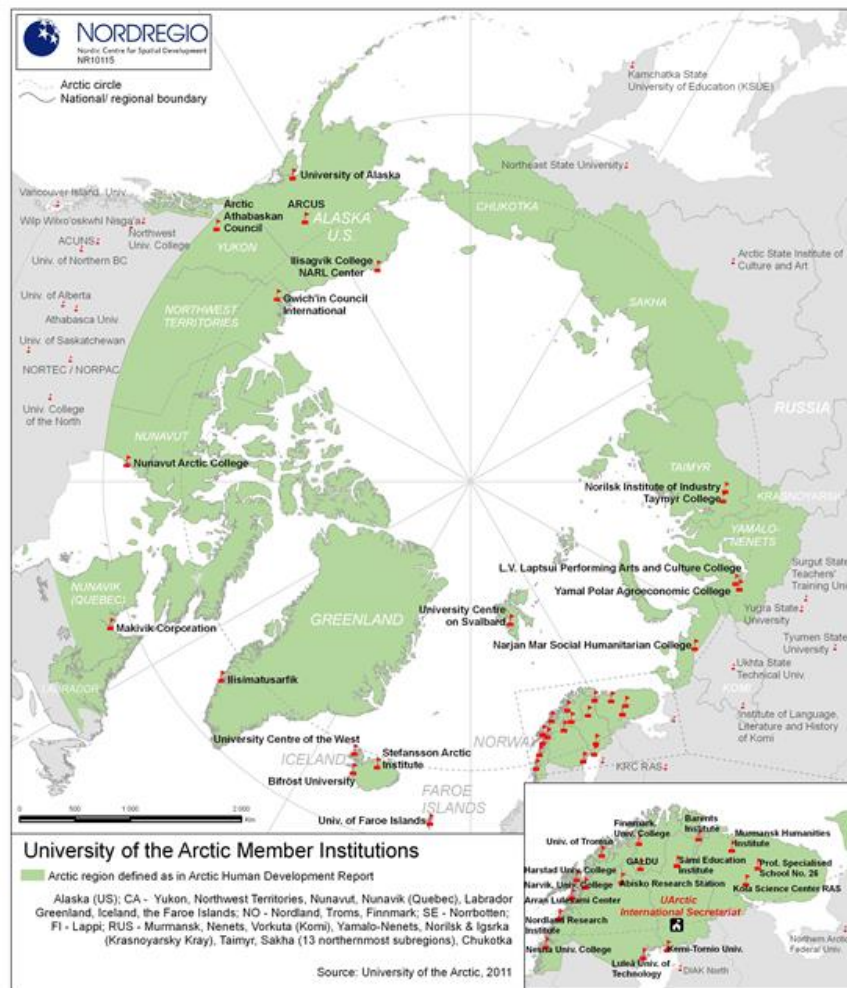 NORDREGIO
Nordic Centre for Spatial Development
NR10115
Arctic circle
National/ regional boundary
Kamchatka State
University of Education (KSUE)
Northeast State University
University of Alaska
Vancouver Island. Univ.
Arctic
Athabaskan
Council
ARCUS
ALASKA
U.S.
CHUKOTKA
Wilp Wilxo'oskwhl Nisga'a
Northwest
Univ. College
ACUNS
Univ. of Northern BC
YUKON
Ilisagvik College
NARL Center
Arctic State Institute of
Culture and Art
Univ. of Alberta
Athabasca Univ.
NORTHWEST
TERRITORIES
Gwich'in Council
International
SAKHA
Univ. of Saskatchewan
NORTEC / NORPAC
Univ. College
of the North
RUSSIA
NUNAVUT
Nunavut Arctic College
TAIMYR
Norilsk Institute of Industry
Taymyr College
KRASNOYARSK
YAMALO-
NENETS
L.V. Laptsui Performing Arts and Culture College
Yamal Polar Agroeconomic College
Surgut State
Teachers'
Training Uni
NUNAVIK
(QUEBEC)
Makivik Corporation
GREENLAND
University Centre
on Svalbard
Yugra State
University
Narjan Mar Social Humanitarian College
Tyumen State
University
Ukhta State
Technical Univ.
KOMI
LABRADOR
Ilisimatusarfik
Institute of Language,
Literature and History
of Komi
University Centre of the West
ICELAND
Stefansson Arctic
Institute
Bifröst University
NORWAY
KRC RAS
FAROE
ISLANDS
Univ. of Faroe Islands
0
500
1 000
2 000
Km
University of the Arctic Member Institutions
Arctic region defined as in Arctic Human Development Report
Alaska (US); CA - Yukon, Northwest Territories, Nunavut, Nunavik (Quebec), Labrador
Greenland, Iceland, the Faroe Islands; NO - Nordland, Troms, Finnmark; SE - Norrbotten;
FI - Lappi; RUS - Murmansk, Nenets, Vorkuta (Komi), Yamalo-Nenets, Norilsk & Igsrka
(Krasnoyarsky Kray), Taimyr, Sakha (13 northernmost subregions), Chukotka
Source: University of the Arctic, 2011
Finnmark.
Univ. College
Barents
Institute
Univ. of Tromsø
Murmansk Humanities
Institute
GALDU
Sámi Education
Institute
Prof. Specialised
School No. 26
Harstad Univ. College
Narvik. Univ. College
Abisko Research Station
Kola Science Center RAS
Arran Lule Sami Center
UArctic
International Secretariat
Nordland Research
Institute
Nesna Univ. College
Kemi-Tornio Univ.
Luleå Univ. of
Technology
DIAK North
Northern Arctic
Federal Univ.